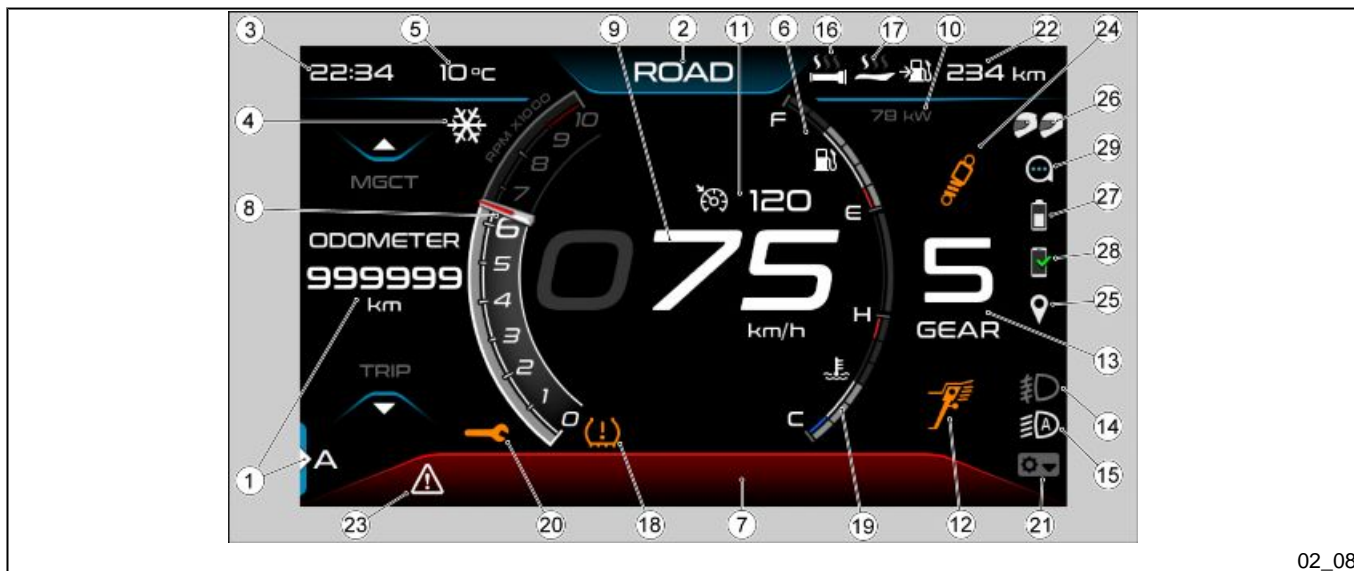 3 5 9 2 11 6 16 17 10 22 24
22:34 10 °C ROAD 234 km
78 kW
4 26
RPM X1000 10 F
9
8 29
MGCT 7 120 E
8 6 27
ODOMETER 5 075 5 28
999999 4 25
km km/h H GEAR
3 13
TRIP 2
1 14
0 C A
A 15
1
23 20 18 7 19 12 21
02_08